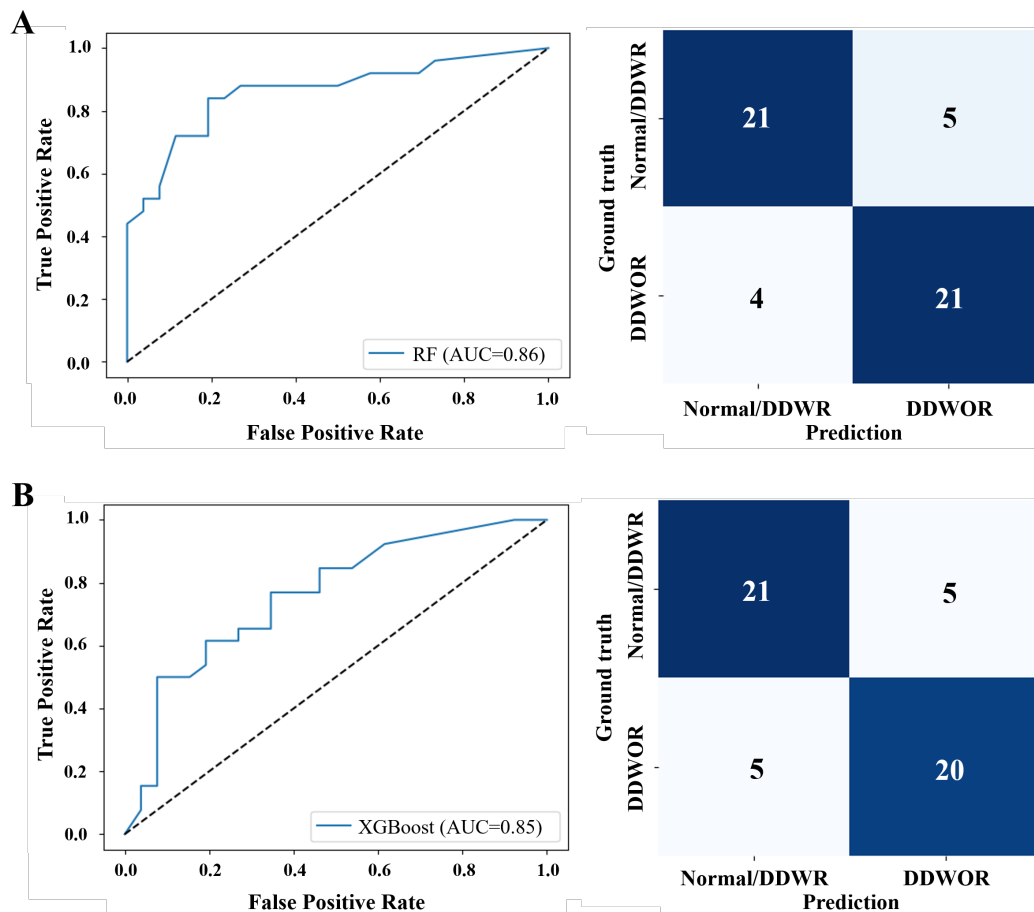 A
True Positive Rate
1.0
0.8
0.6
0.4
0.2
0.0
RF (AUC=0.86)
0.0 0.2 0.4 0.6 0.8 1.0
False Positive Rate
Ground truth
Normal/DDWR
DDWOR
21 5
4 21
Normal/DDWR DDWOR
Prediction
B
True Positive Rate
1.0
0.8
0.6
0.4
0.2
0.0
XGBoost (AUC=0.85)
0.0 0.2 0.4 0.6 0.8 1.0
False Positive Rate
Ground truth
Normal/DDWR
DDWOR
21 5
5 20
Normal/DDWR DDWOR
Prediction